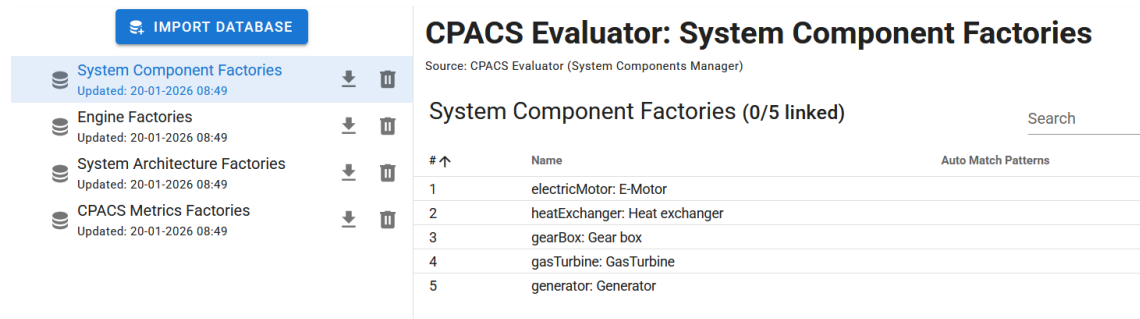 IMPORT DATABASE
System Component Factories
Updated: 20-01-2026 08:49
Engine Factories
Updated: 20-01-2026 08:49
System Architecture Factories
Updated: 20-01-2026 08:49
CPACS Metrics Factories
Updated: 20-01-2026 08:49
CPACS Evaluator: System Component Factories
Source: CPACS Evaluator (System Components Manager)
System Component Factories (0/5 linked)
Search
# Name Auto Match Patterns
1 electricMotor: E-Motor
2 heatExchanger: Heat exchanger
3 gearBox: Gear box
4 gasTurbine: GasTurbine
5 generator: Generator